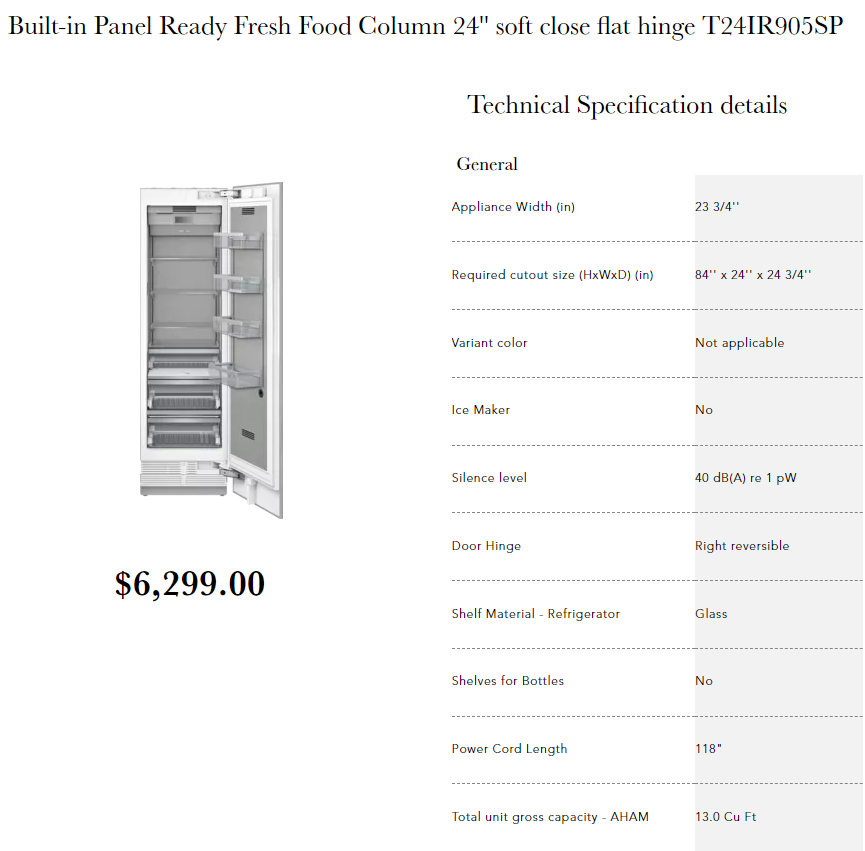 Built-in Panel Ready Fresh Food Column 24" soft close flat hinge T24IR905SP
Technical Specification details
General
Appliance Width (in) 23 3/4''
Required cutout size (HxWxD) (in) 84'' x 24'' x 24 3/4''
Variant color Not applicable
Ice Maker No
Silence level 40 dB(A) re 1 pW
Door Hinge Right reversible
Shelf Material - Refrigerator Glass
Shelves for Bottles No
Power Cord Length 118"
Total unit gross capacity - AHAM 13.0 Cu Ft
$6,299.00